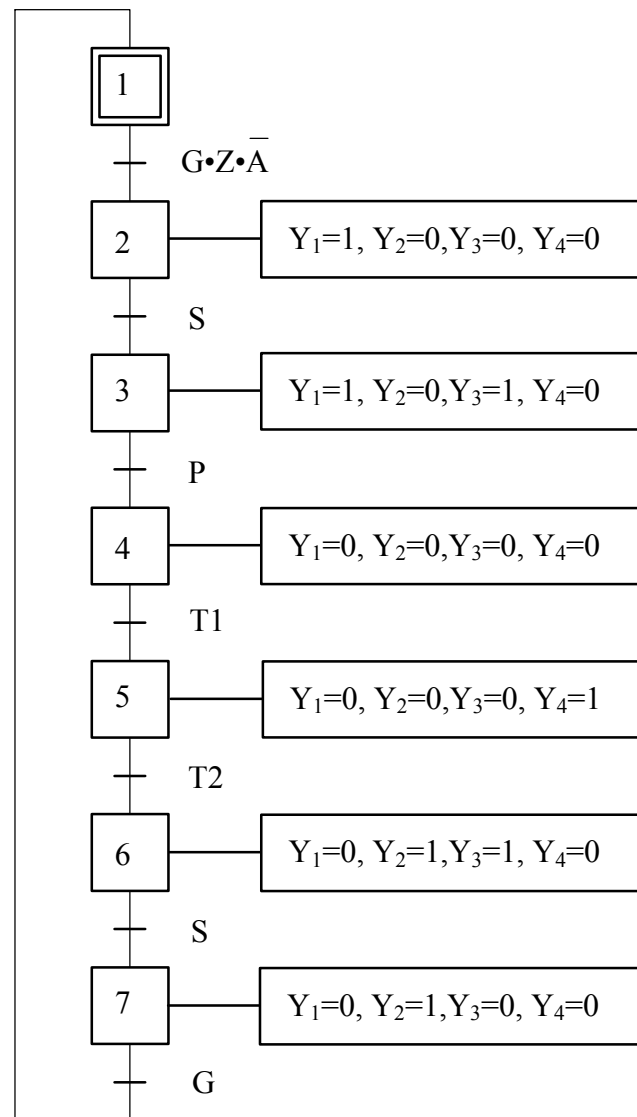 1
G•Z•A̅
2
Y₁=1, Y₂=0,Y₃=0, Y₄=0
S
3
Y₁=1, Y₂=0,Y₃=1, Y₄=0
P
4
Y₁=0, Y₂=0,Y₃=0, Y₄=0
T1
5
Y₁=0, Y₂=0,Y₃=0, Y₄=1
T2
6
Y₁=0, Y₂=1,Y₃=1, Y₄=0
S
7
Y₁=0, Y₂=1,Y₃=0, Y₄=0
G